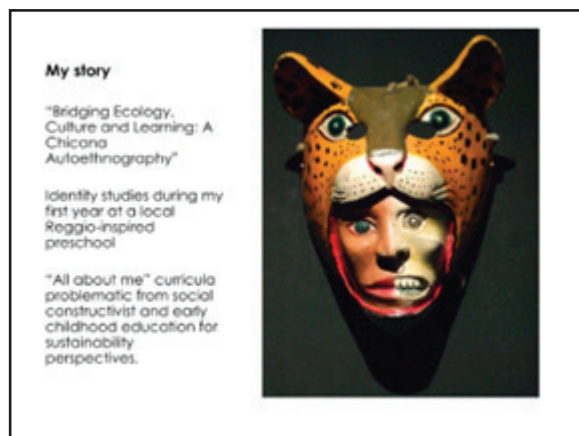 My story
“Bridging Ecology,
Culture and Learning: A
Chicana
Autoethnography”
Identity studies during my
first year at a local
Reggio-inspired
preschool
“All about me” curricula
problematic from social
constructivist and early
childhood education for
sustainability
perspectives.